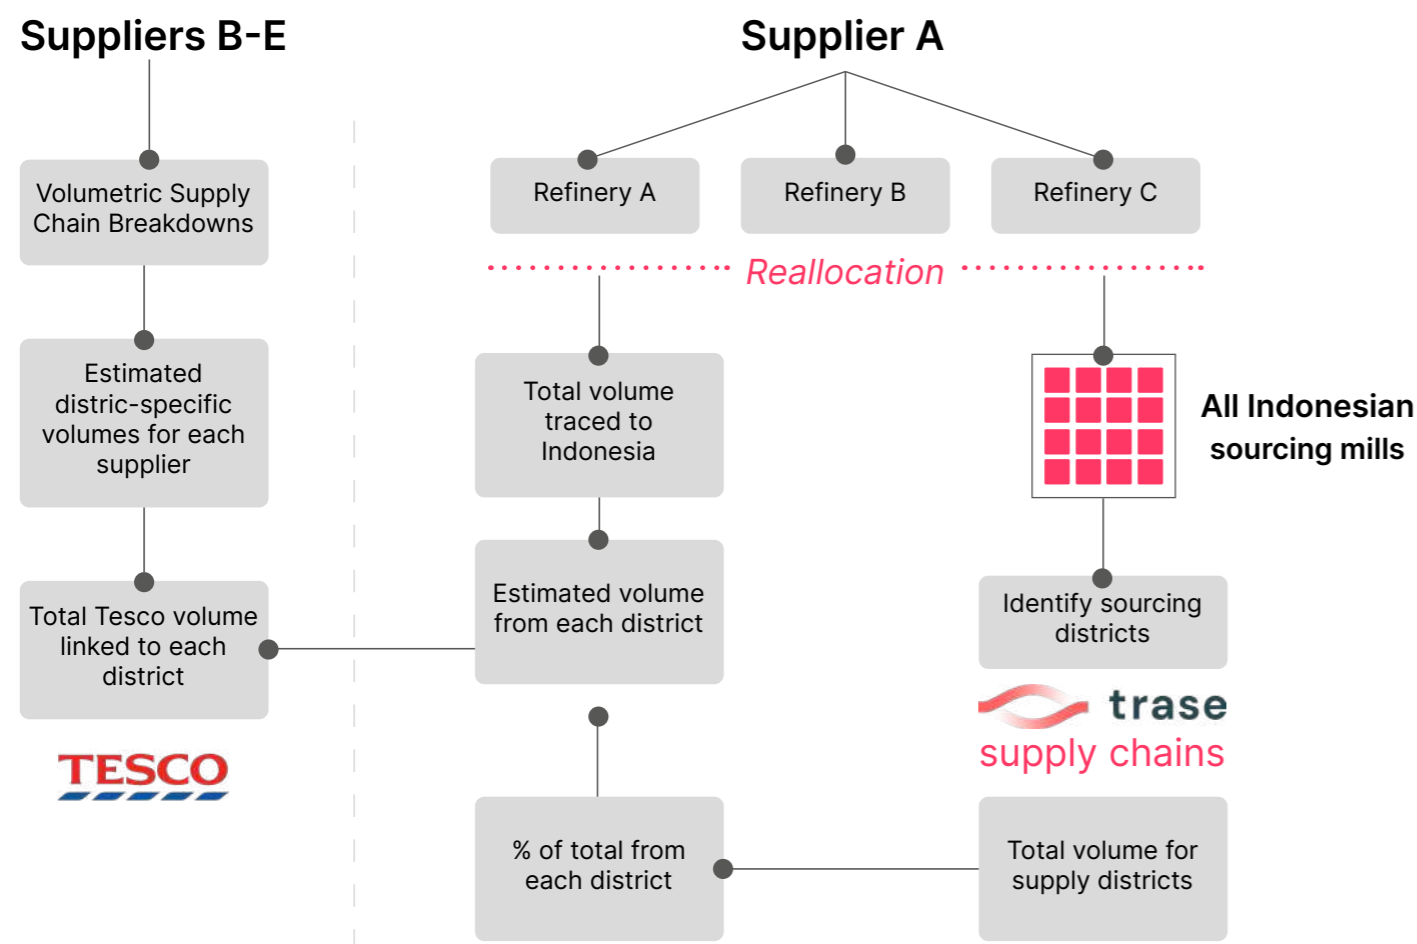 Suppliers B-E
Volumetric Supply
Chain Breakdowns
Estimated
distric-specific
volumes for each
supplier
Total Tesco volume
linked to each
district
TESCO
Supplier A
Refinery A
Refinery B
Refinery C
Reallocation
Total volume
traced to
Indonesia
Estimated volume
from each district
% of total from
each district
All Indonesian
sourcing mills
Identify sourcing
districts
trase
supply chains
Total volume for
supply districts